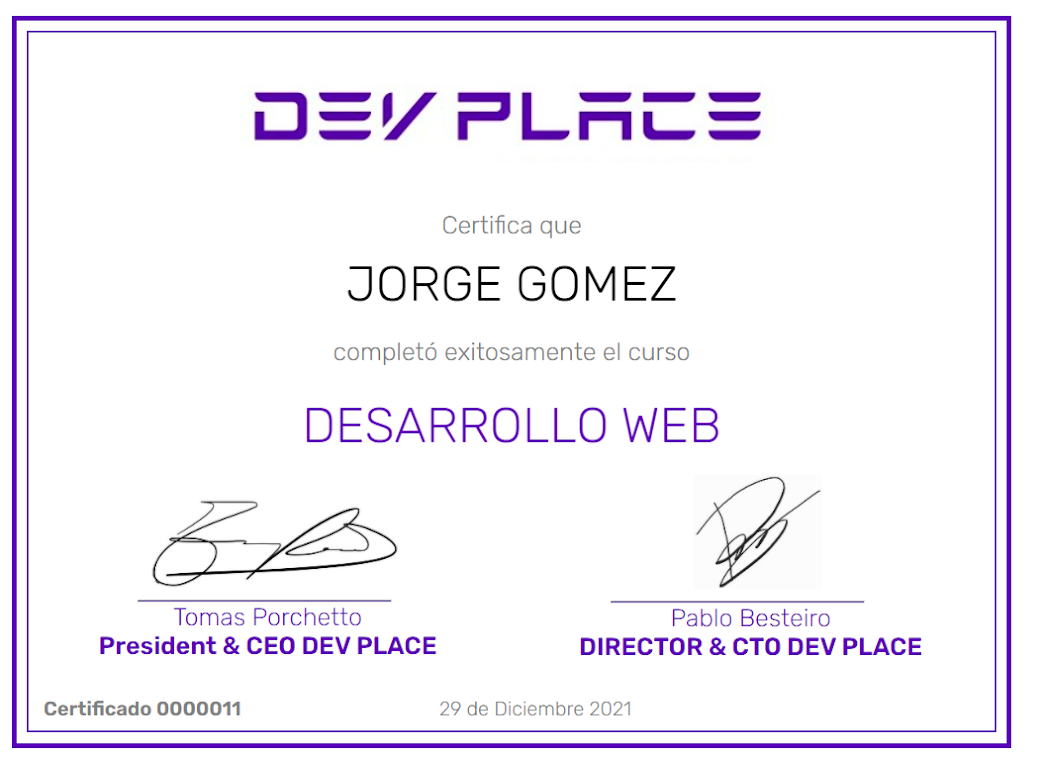 DEV PLACE
Certifica que
JORGE GOMEZ
completó exitosamente el curso
DESARROLLO WEB
Tomas Porchetto
President & CEO DEV PLACE
Pablo Besteiro
DIRECTOR & CTO DEV PLACE
Certificado 0000011
29 de Diciembre 2021